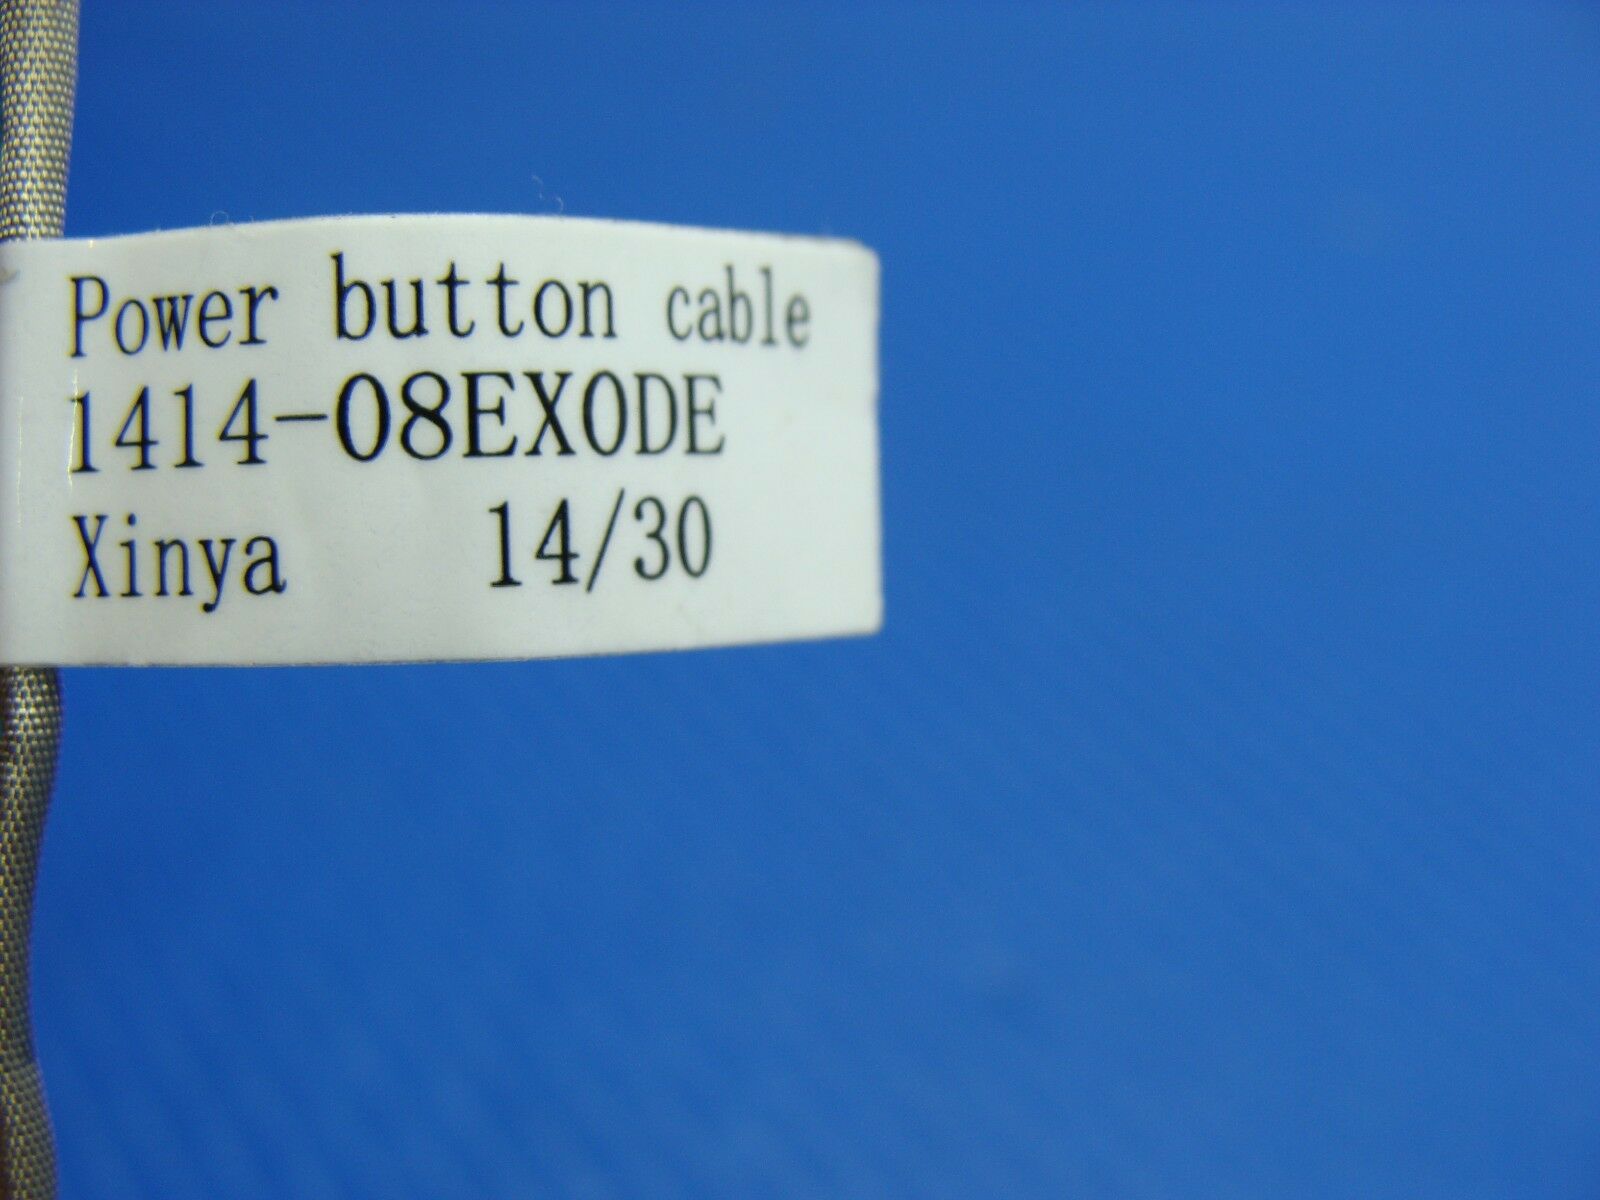 Power button cable
1414-08EX0DE
Xinya 14/30